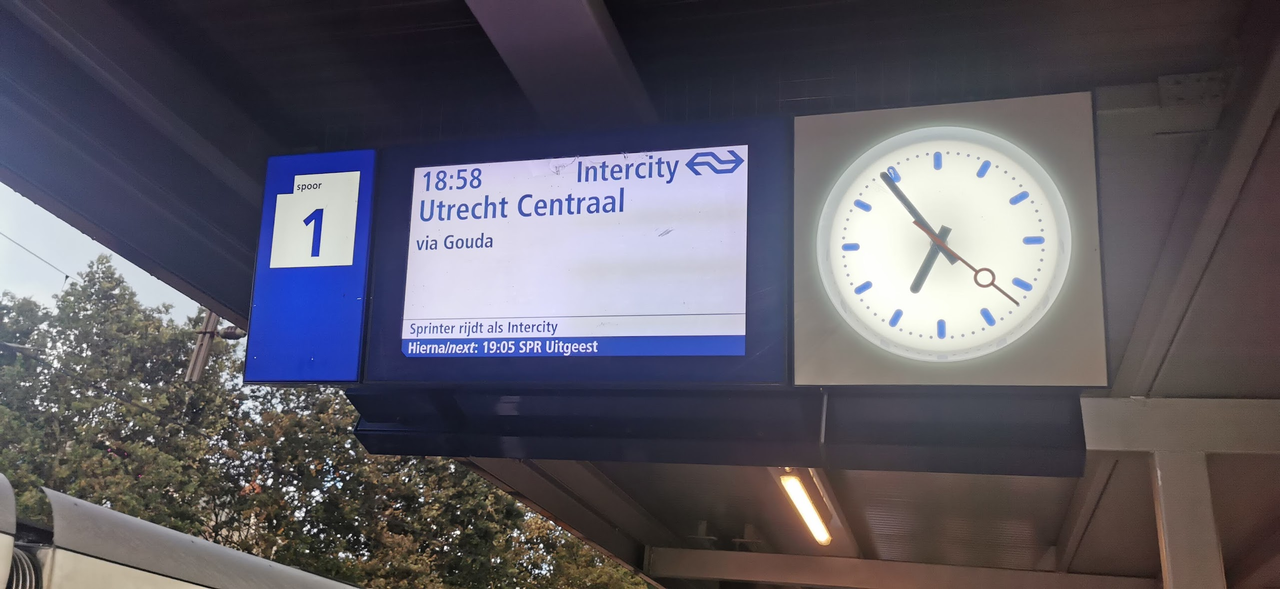 spoor
1
18:58 Intercity
Utrecht Centraal
via Gouda
Sprinter rijdt als Intercity
Hierna/next: 19:05 SPR Uitgeest